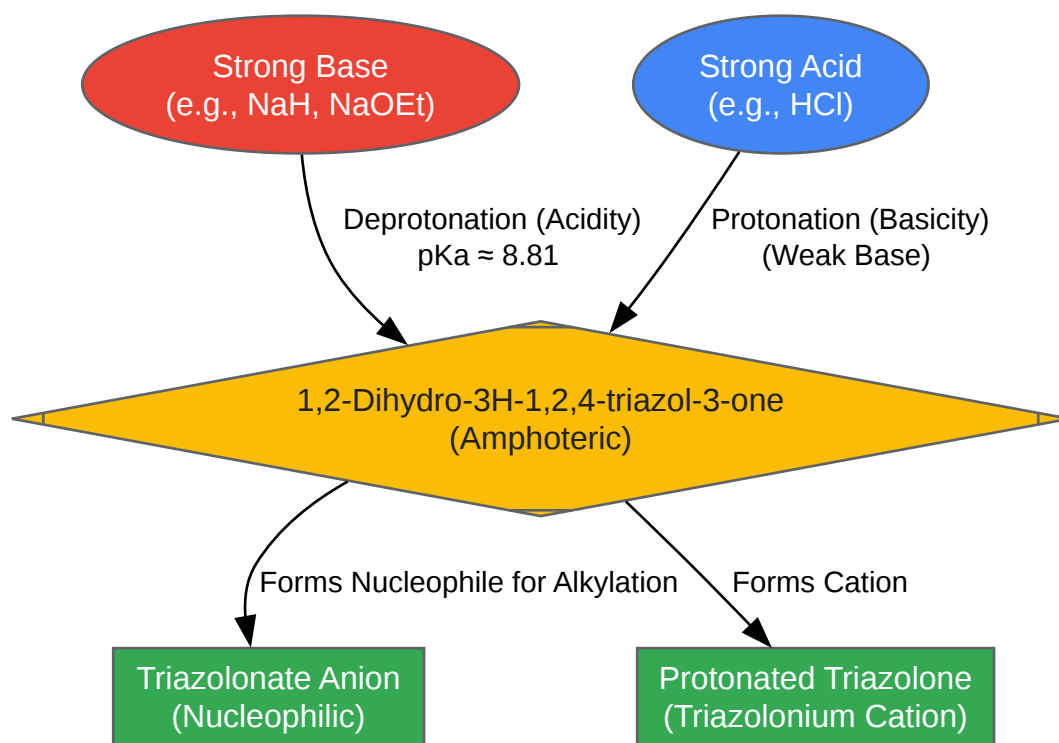 Strong Base
(e.g., NaH, NaOEt)
Strong Acid
(e.g., HCl)
Deprotonation (Acidity)
pKa ≈ 8.81
Protonation (Basicity)
(Weak Base)
1,2-Dihydro-3H-1,2,4-triazol-3-one
(Amphoteric)
Forms Nucleophile for Alkylation
Forms Cation
Triazolonate Anion
(Nucleophilic)
Protonated Triazolone
(Triazolonium Cation)